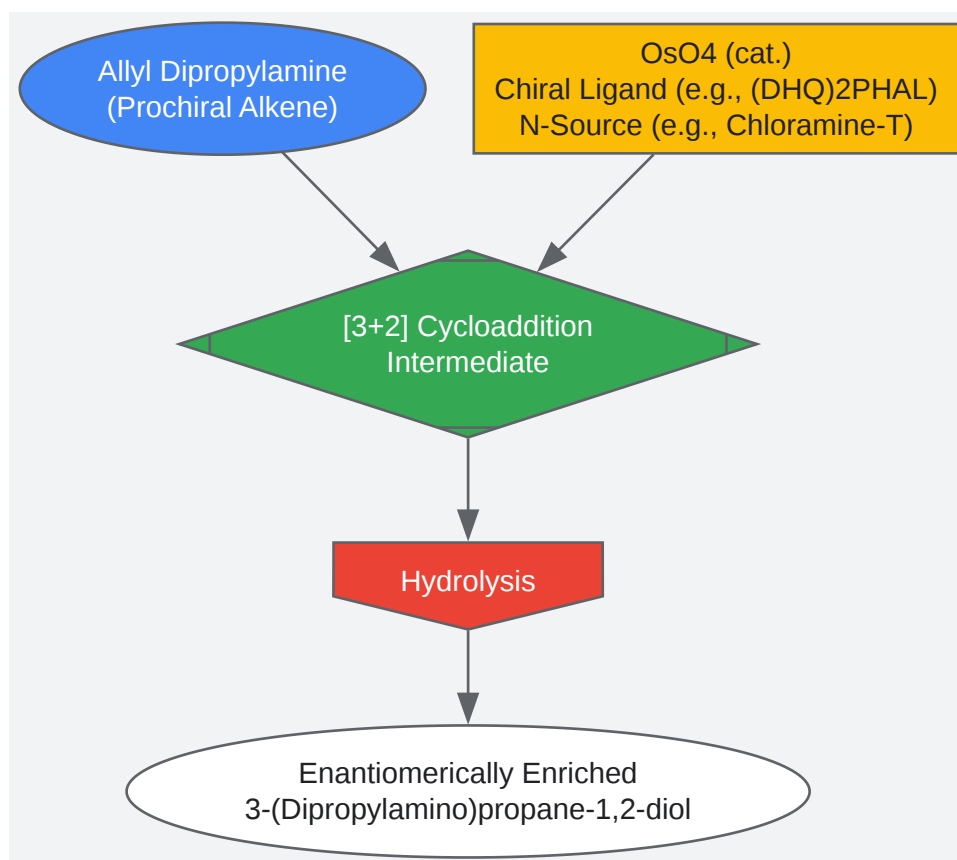 Allyl Dipropylamine
(Prochiral Alkene)
OsO4 (cat.)
Chiral Ligand (e.g., (DHQ)2PHAL)
N-Source (e.g., Chloramine-T)
[3+2] Cycloaddition
Intermediate
Hydrolysis
Enantiomerically Enriched
3-(Dipropylamino)propane-1,2-diol